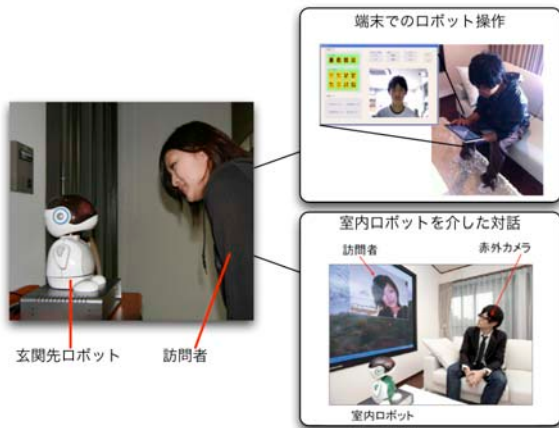 端末でのロボット操作
室内ロボットを介した対話
訪問者
赤外カメラ
玄関先ロボット
訪問者
室内ロボット